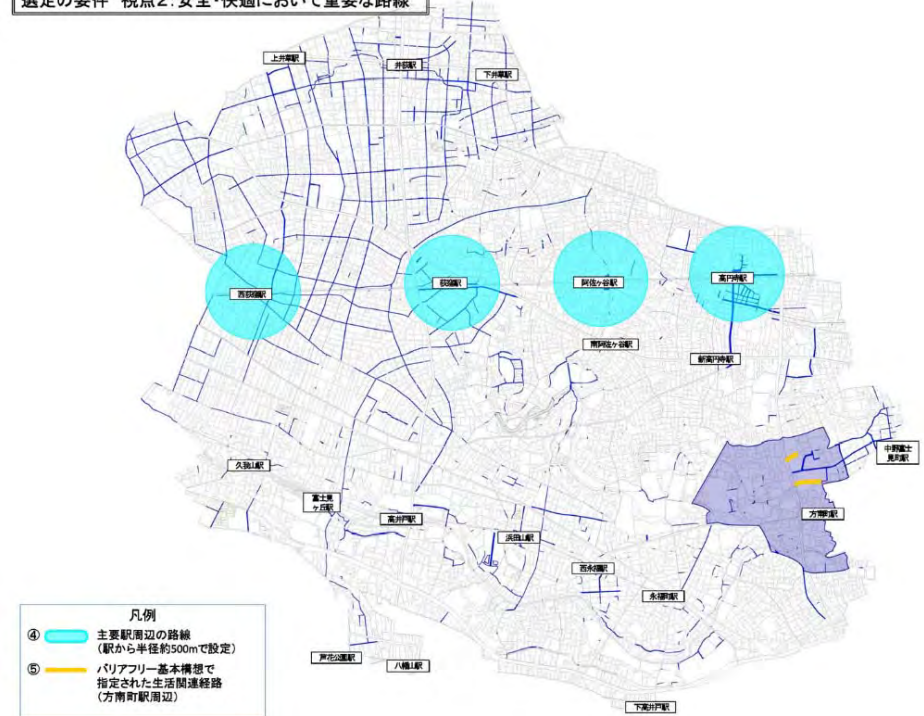 選定の要件 視点2:安全・快適において重要な路線
上井草駅
井荻駅
下井草駅
西荻窪駅
荻窪駅
阿佐ヶ谷駅
高円寺駅
南阿佐ヶ谷駅
新高円寺駅
中野富士
見町駅
久我山駅
富士見
ヶ丘駅
高井戸駅
浜田山駅
方南町駅
西永福駅
永福町駅
芦花公園駅
八幡山駅
下高井戸駅
凡例
④ 主要駅周辺の路線
(駅から半径約500mで設定)
⑤ バリアフリー基本構想で
指定された生活関連経路
(方南町駅周辺)